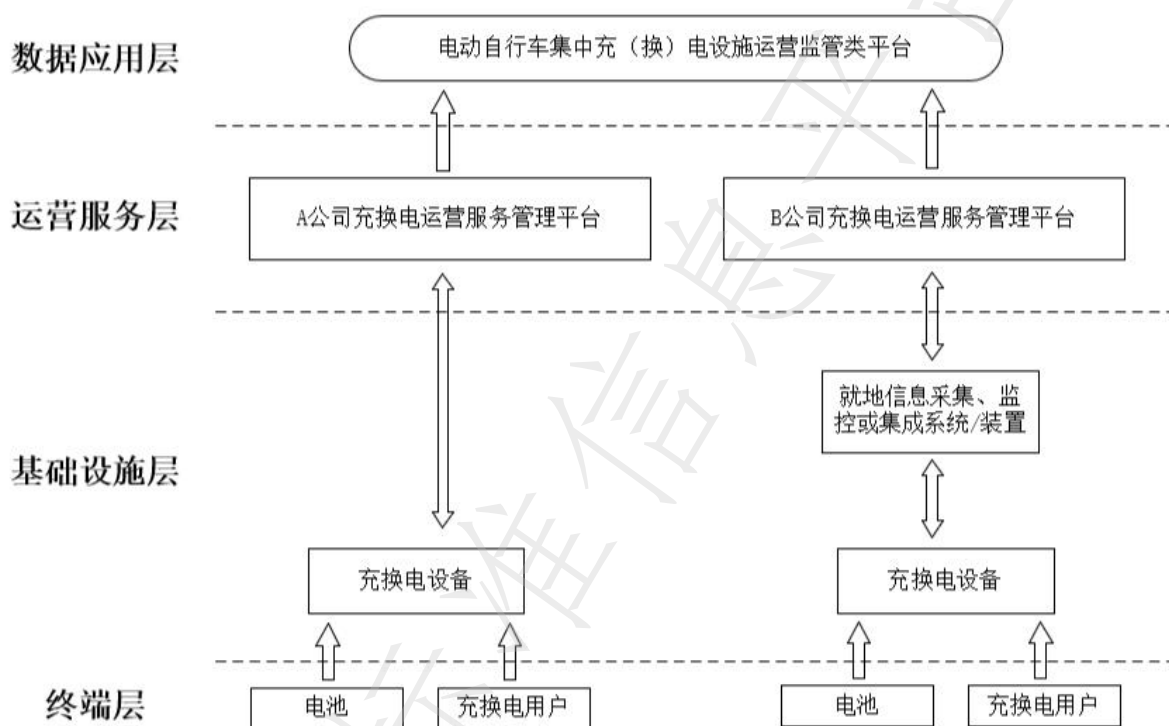 数据应用层
电动自行车集中充（换）电设施运营监管类平台
运营服务层
A公司充换电运营服务管理平台
B公司充换电运营服务管理平台
基础设施层
就地信息采集、监
控或集成系统/装置
充换电设备
充换电设备
终端层
电池
充换电用户
电池
充换电用户